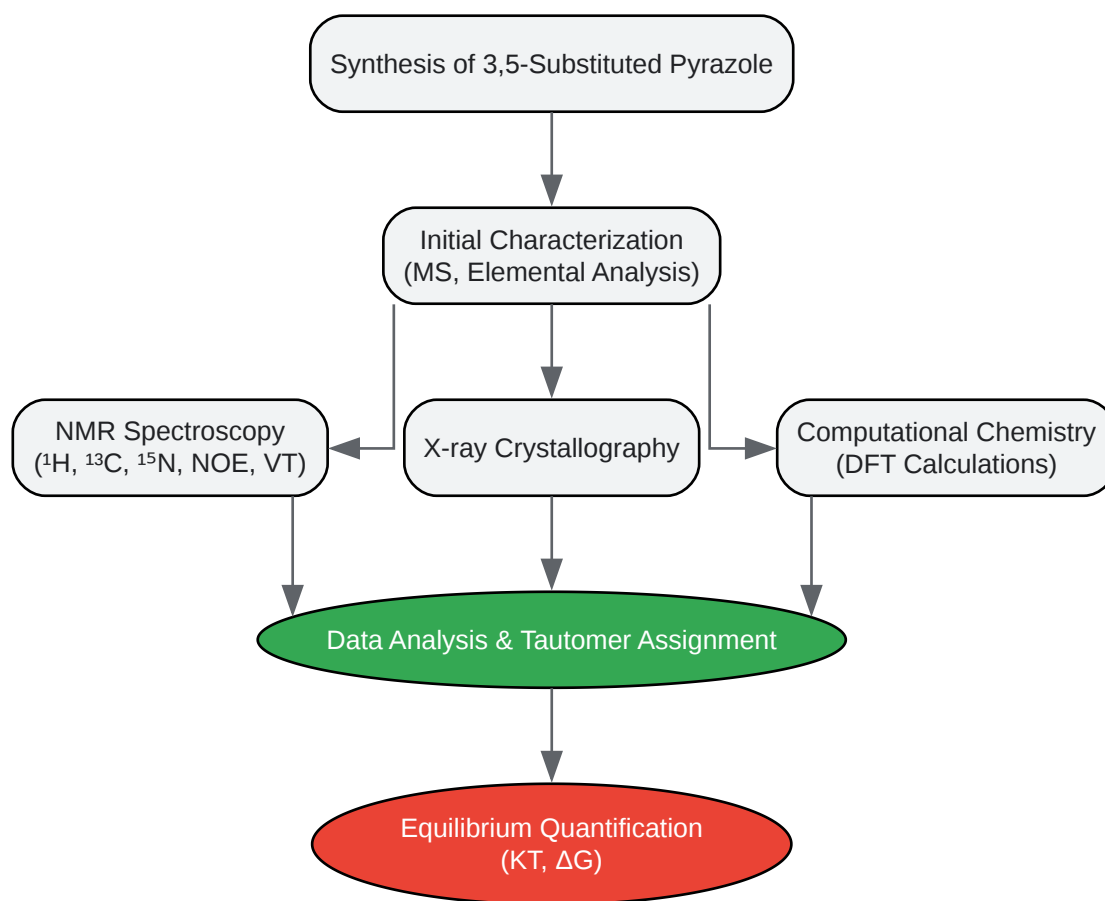 Synthesis of 3,5-Substituted Pyrazole
Initial Characterization
(MS, Elemental Analysis)
NMR Spectroscopy
(¹H, ¹³C, ¹⁵N, NOE, VT)
X-ray Crystallography
Computational Chemistry
(DFT Calculations)
Data Analysis & Tautomer Assignment
Equilibrium Quantification
(KT, ΔG)